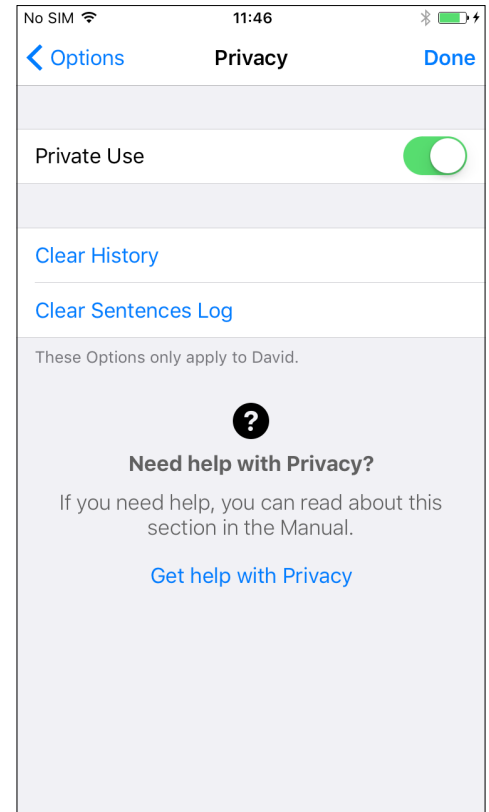 No SIM 11:46
Options Privacy Done
Private Use
Clear History
Clear Sentences Log
These Options only apply to David.
?
Need help with Privacy?
If you need help, you can read about this
section in the Manual.
Get help with Privacy